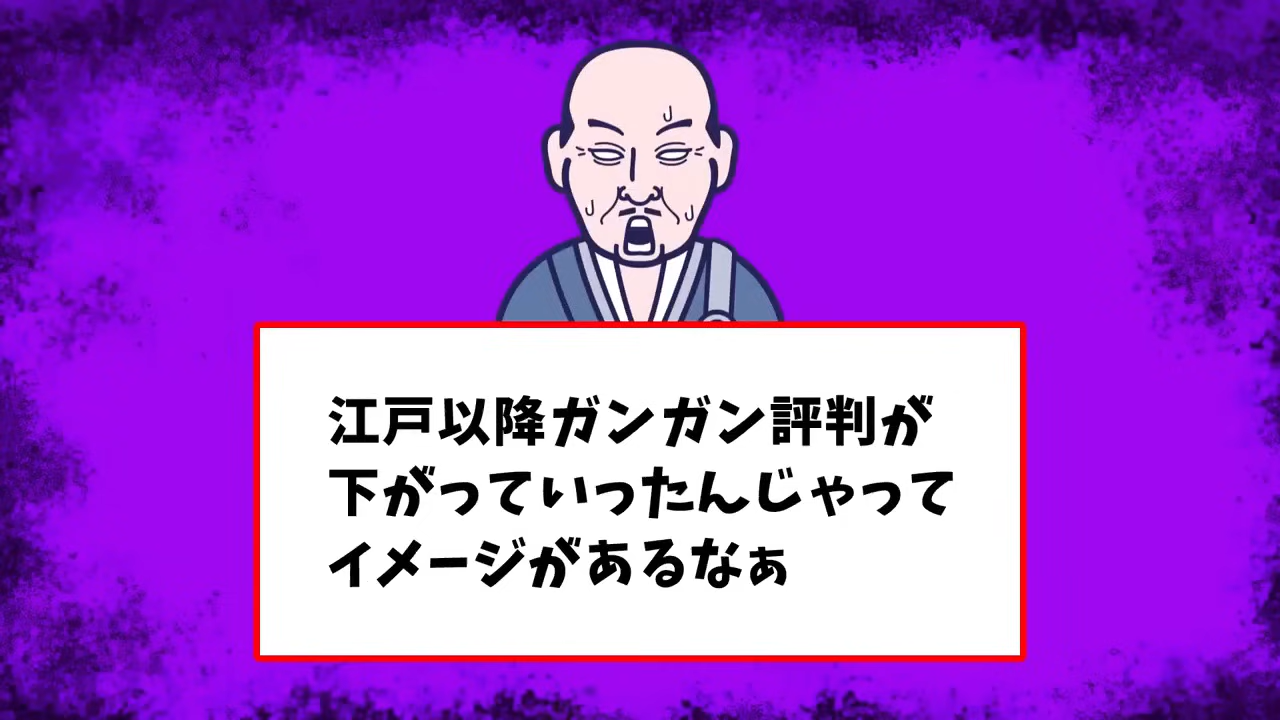 江戸以降ガンガン評判が
下がっていったんじゃって
イメージがあるなぁ